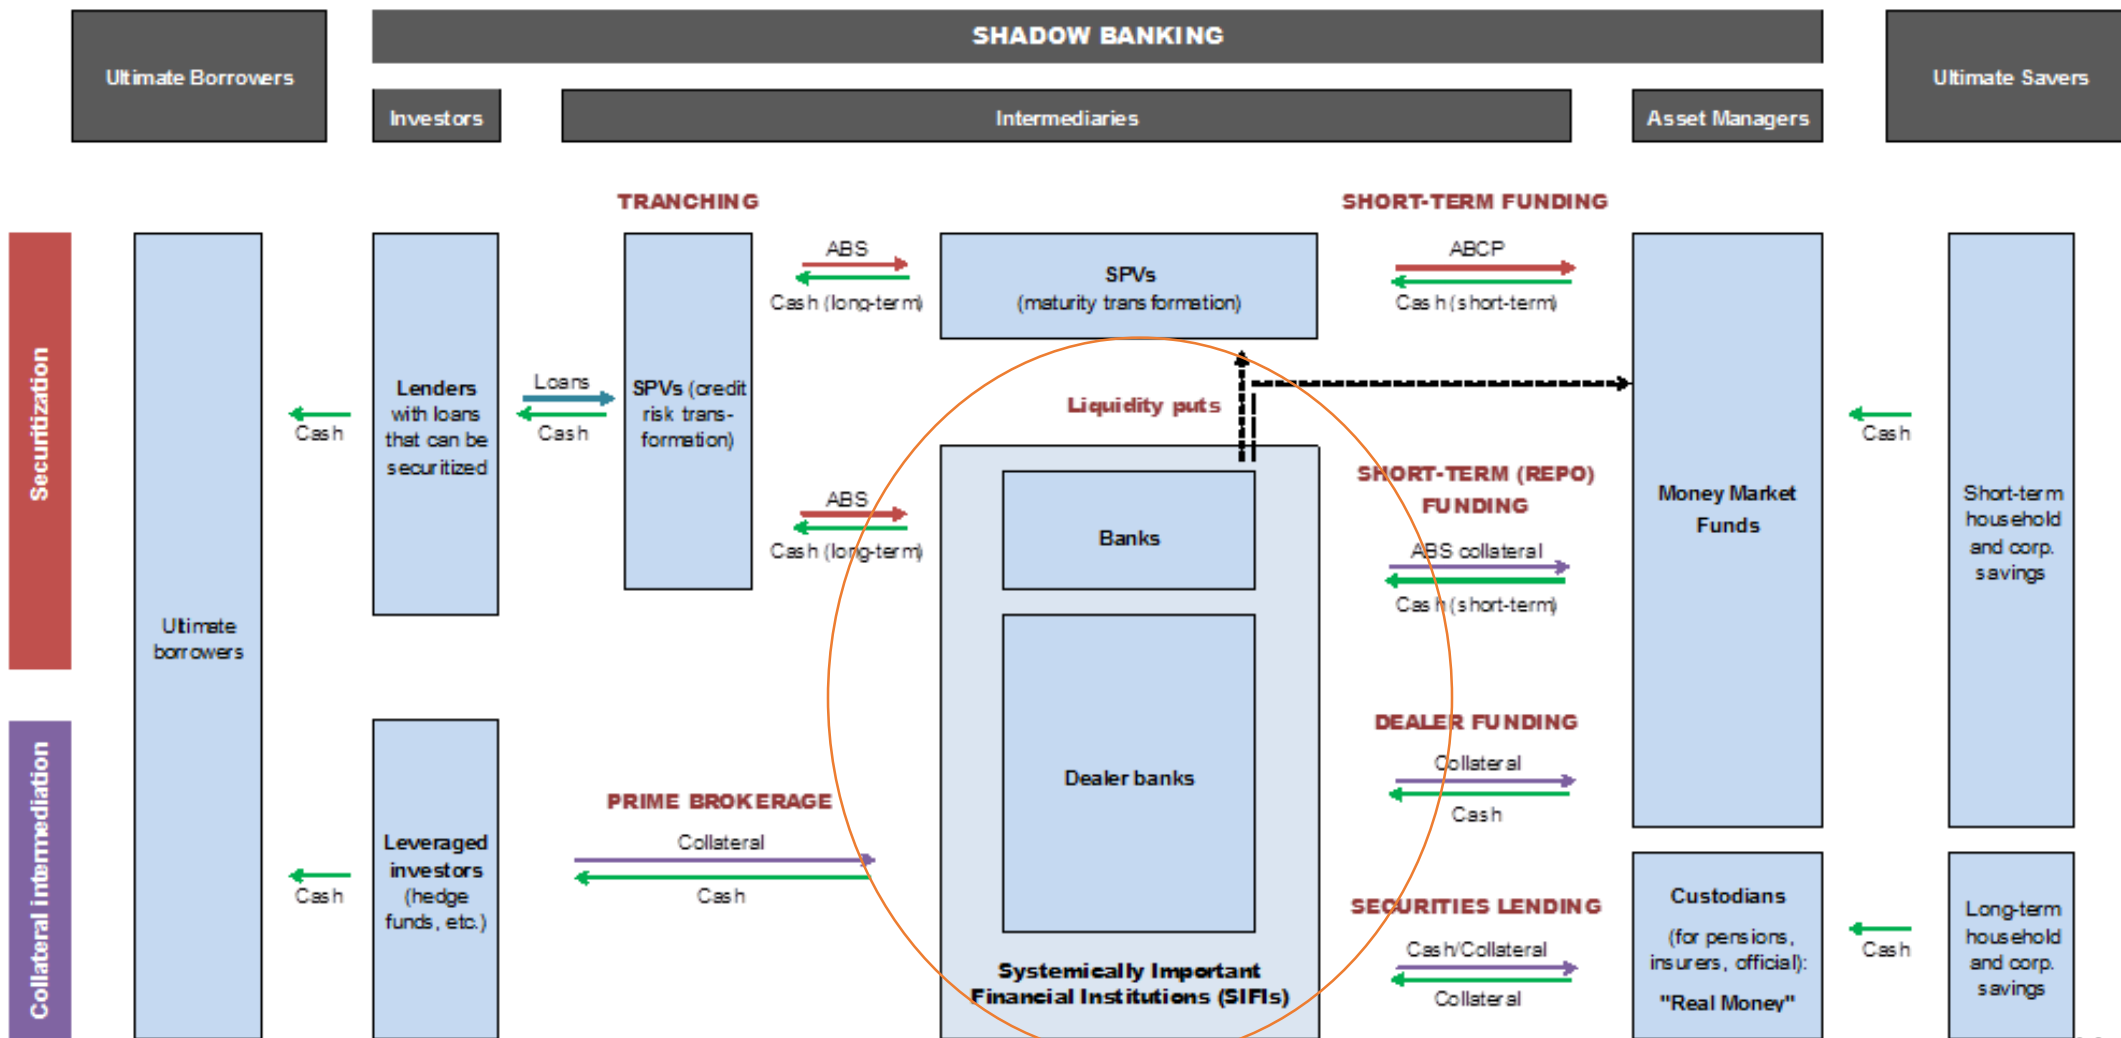 Ultimate Borrowers
SHADOW BANKING
Ultimate Savers
Investors
Intermediaries
Asset Managers
TRANCHING
SHORT-TERM FUNDING
Securitization
Ultimate
borrowers
Cash
Lenders
with loans
that can be
securitized
Loans
Cash
SPVs (credit
risk trans-
formation)
ABS
Cash (long-term)
SPVs
(maturity transformation)
ABCP
Cash (short-term)
Liquidity puts
ABS
Cash (long-term)
Banks
SHORT-TERM (REPO)
FUNDING
ABS collateral
Cash (short-term)
Money Market
Funds
Cash
Short-term
household
and corp.
savings
Collateral intermediation
Cash
Leveraged
investors
(hedge
funds, etc.)
PRIME BROKERAGE
Collateral
Cash
Dealer banks
Systemically Important
Financial Institutions (SIFIs)
DEALER FUNDING
Collateral
Cash
SECURITIES LENDING
Cash/Collateral
Collateral
Custodians
(for pensions,
insurers, official):
"Real Money"
Cash
Long-term
household
and corp.
savings